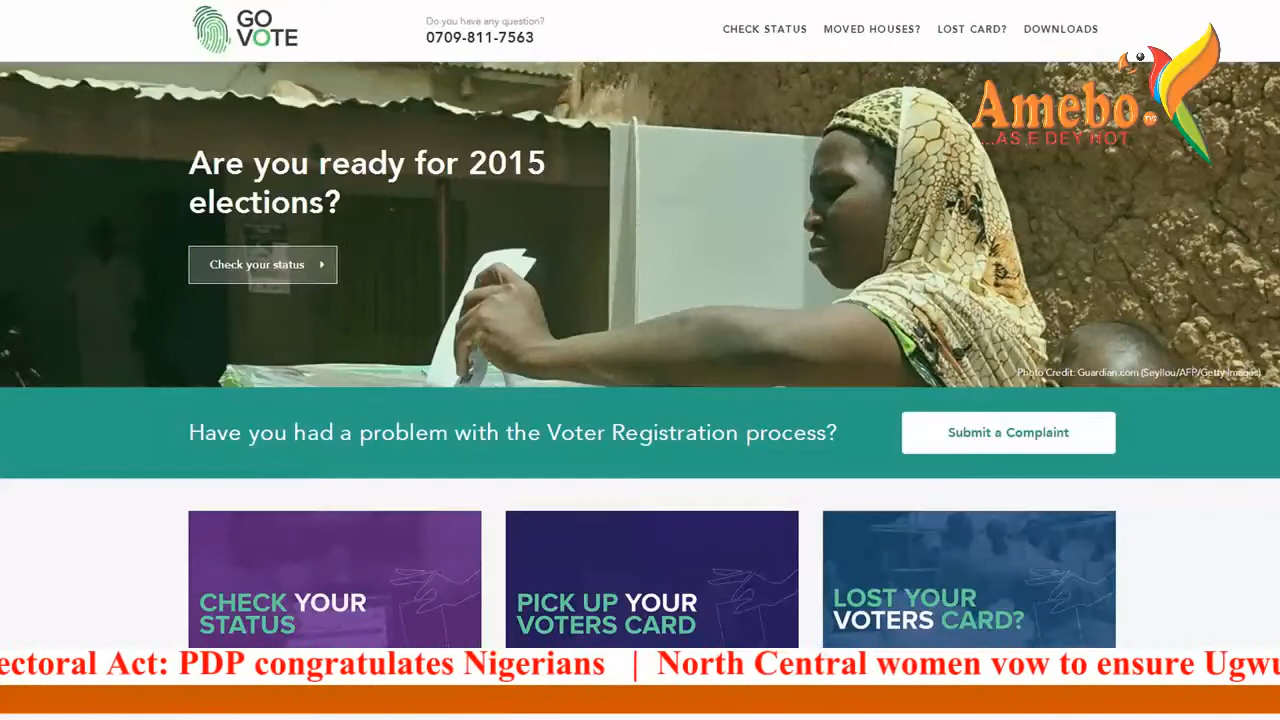 GO
VOTE
Do you have any question?
0709-811-7563
CHECK STATUS MOVED HOUSES? LOST CARD? DOWNLOADS
Amebo TV
...AS E DEY HOT
Are you ready for 2015
elections?
Check your status
Photo Credit: Guardian.com (Seyllou/AFP/Getty Images)
Have you had a problem with the Voter Registration process?
Submit a Complaint
CHECK YOUR
STATUS
PICK UP YOUR
VOTERS CARD
LOST YOUR
VOTERS CARD?
ectoral Act: PDP congratulates Nigerians | North Central women vow to ensure Ugwu